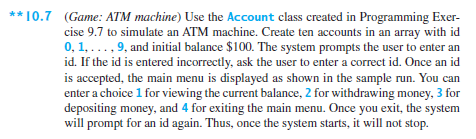 **10.7 (Game: ATM machine) Use the Account class created in Programming Exer-
cise 9.7 to simulate an ATM machine. Create ten accounts in an array with id
0, 1, . . . , 9, and initial balance $100. The system prompts the user to enter an
id. If the id is entered incorrectly, ask the user to enter a correct id. Once an id
is accepted, the main menu is displayed as shown in the sample run. You can
enter a choice 1 for viewing the current balance, 2 for withdrawing money, 3 for
depositing money, and 4 for exiting the main menu. Once you exit, the system
will prompt for an id again. Thus, once the system starts, it will not stop.